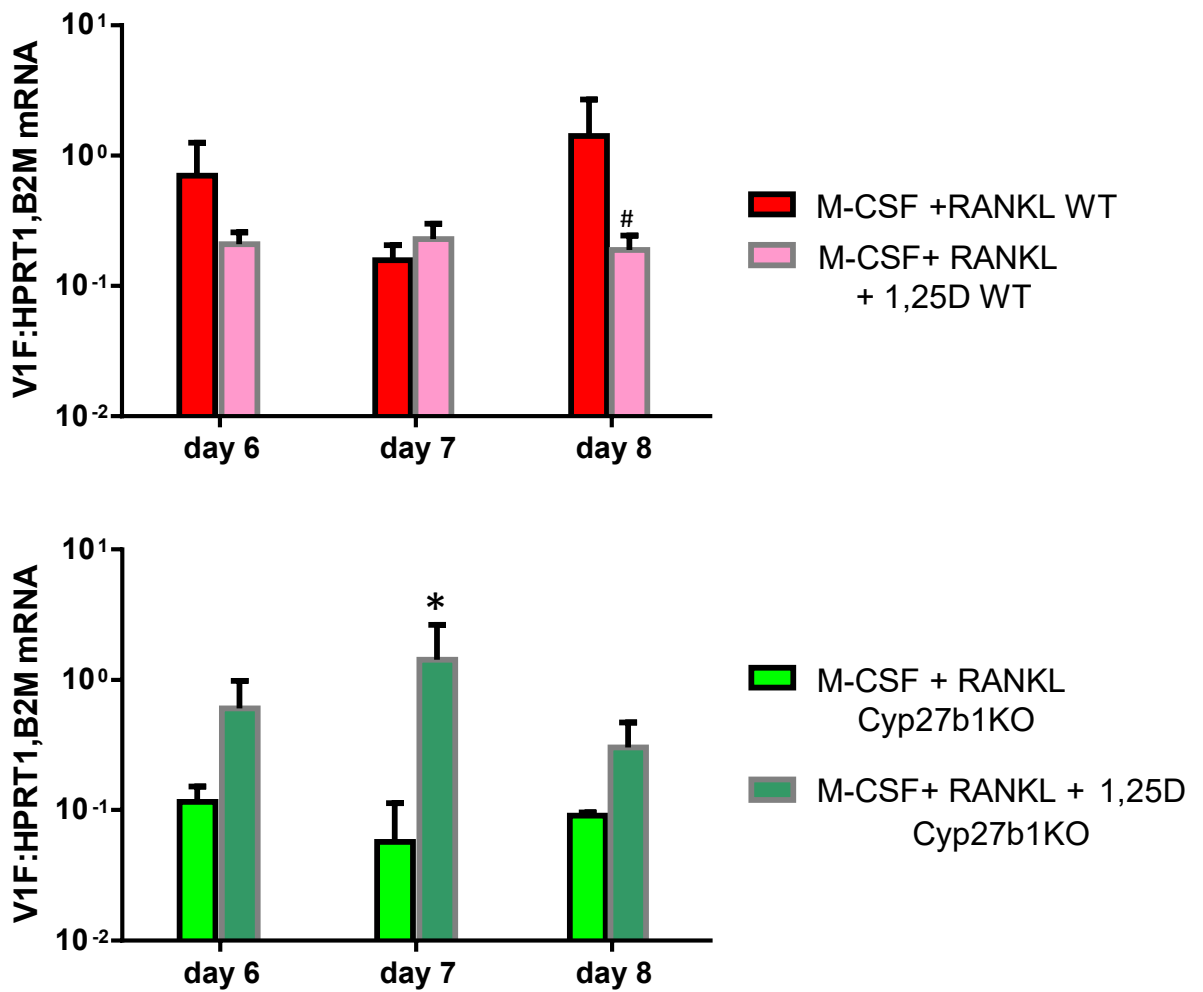 V1F:HPRT1,B2M mRNA
10¹
10⁰
10⁻¹
10⁻²
#
day 6 day 7 day 8
M-CSF +RANKL WT
M-CSF+ RANKL
+ 1,25D WT
V1F:HPRT1,B2M mRNA
10¹
10⁰
10⁻¹
10⁻²
*
day 6 day 7 day 8
M-CSF + RANKL
Cyp27b1KO
M-CSF+ RANKL + 1,25D
Cyp27b1KO